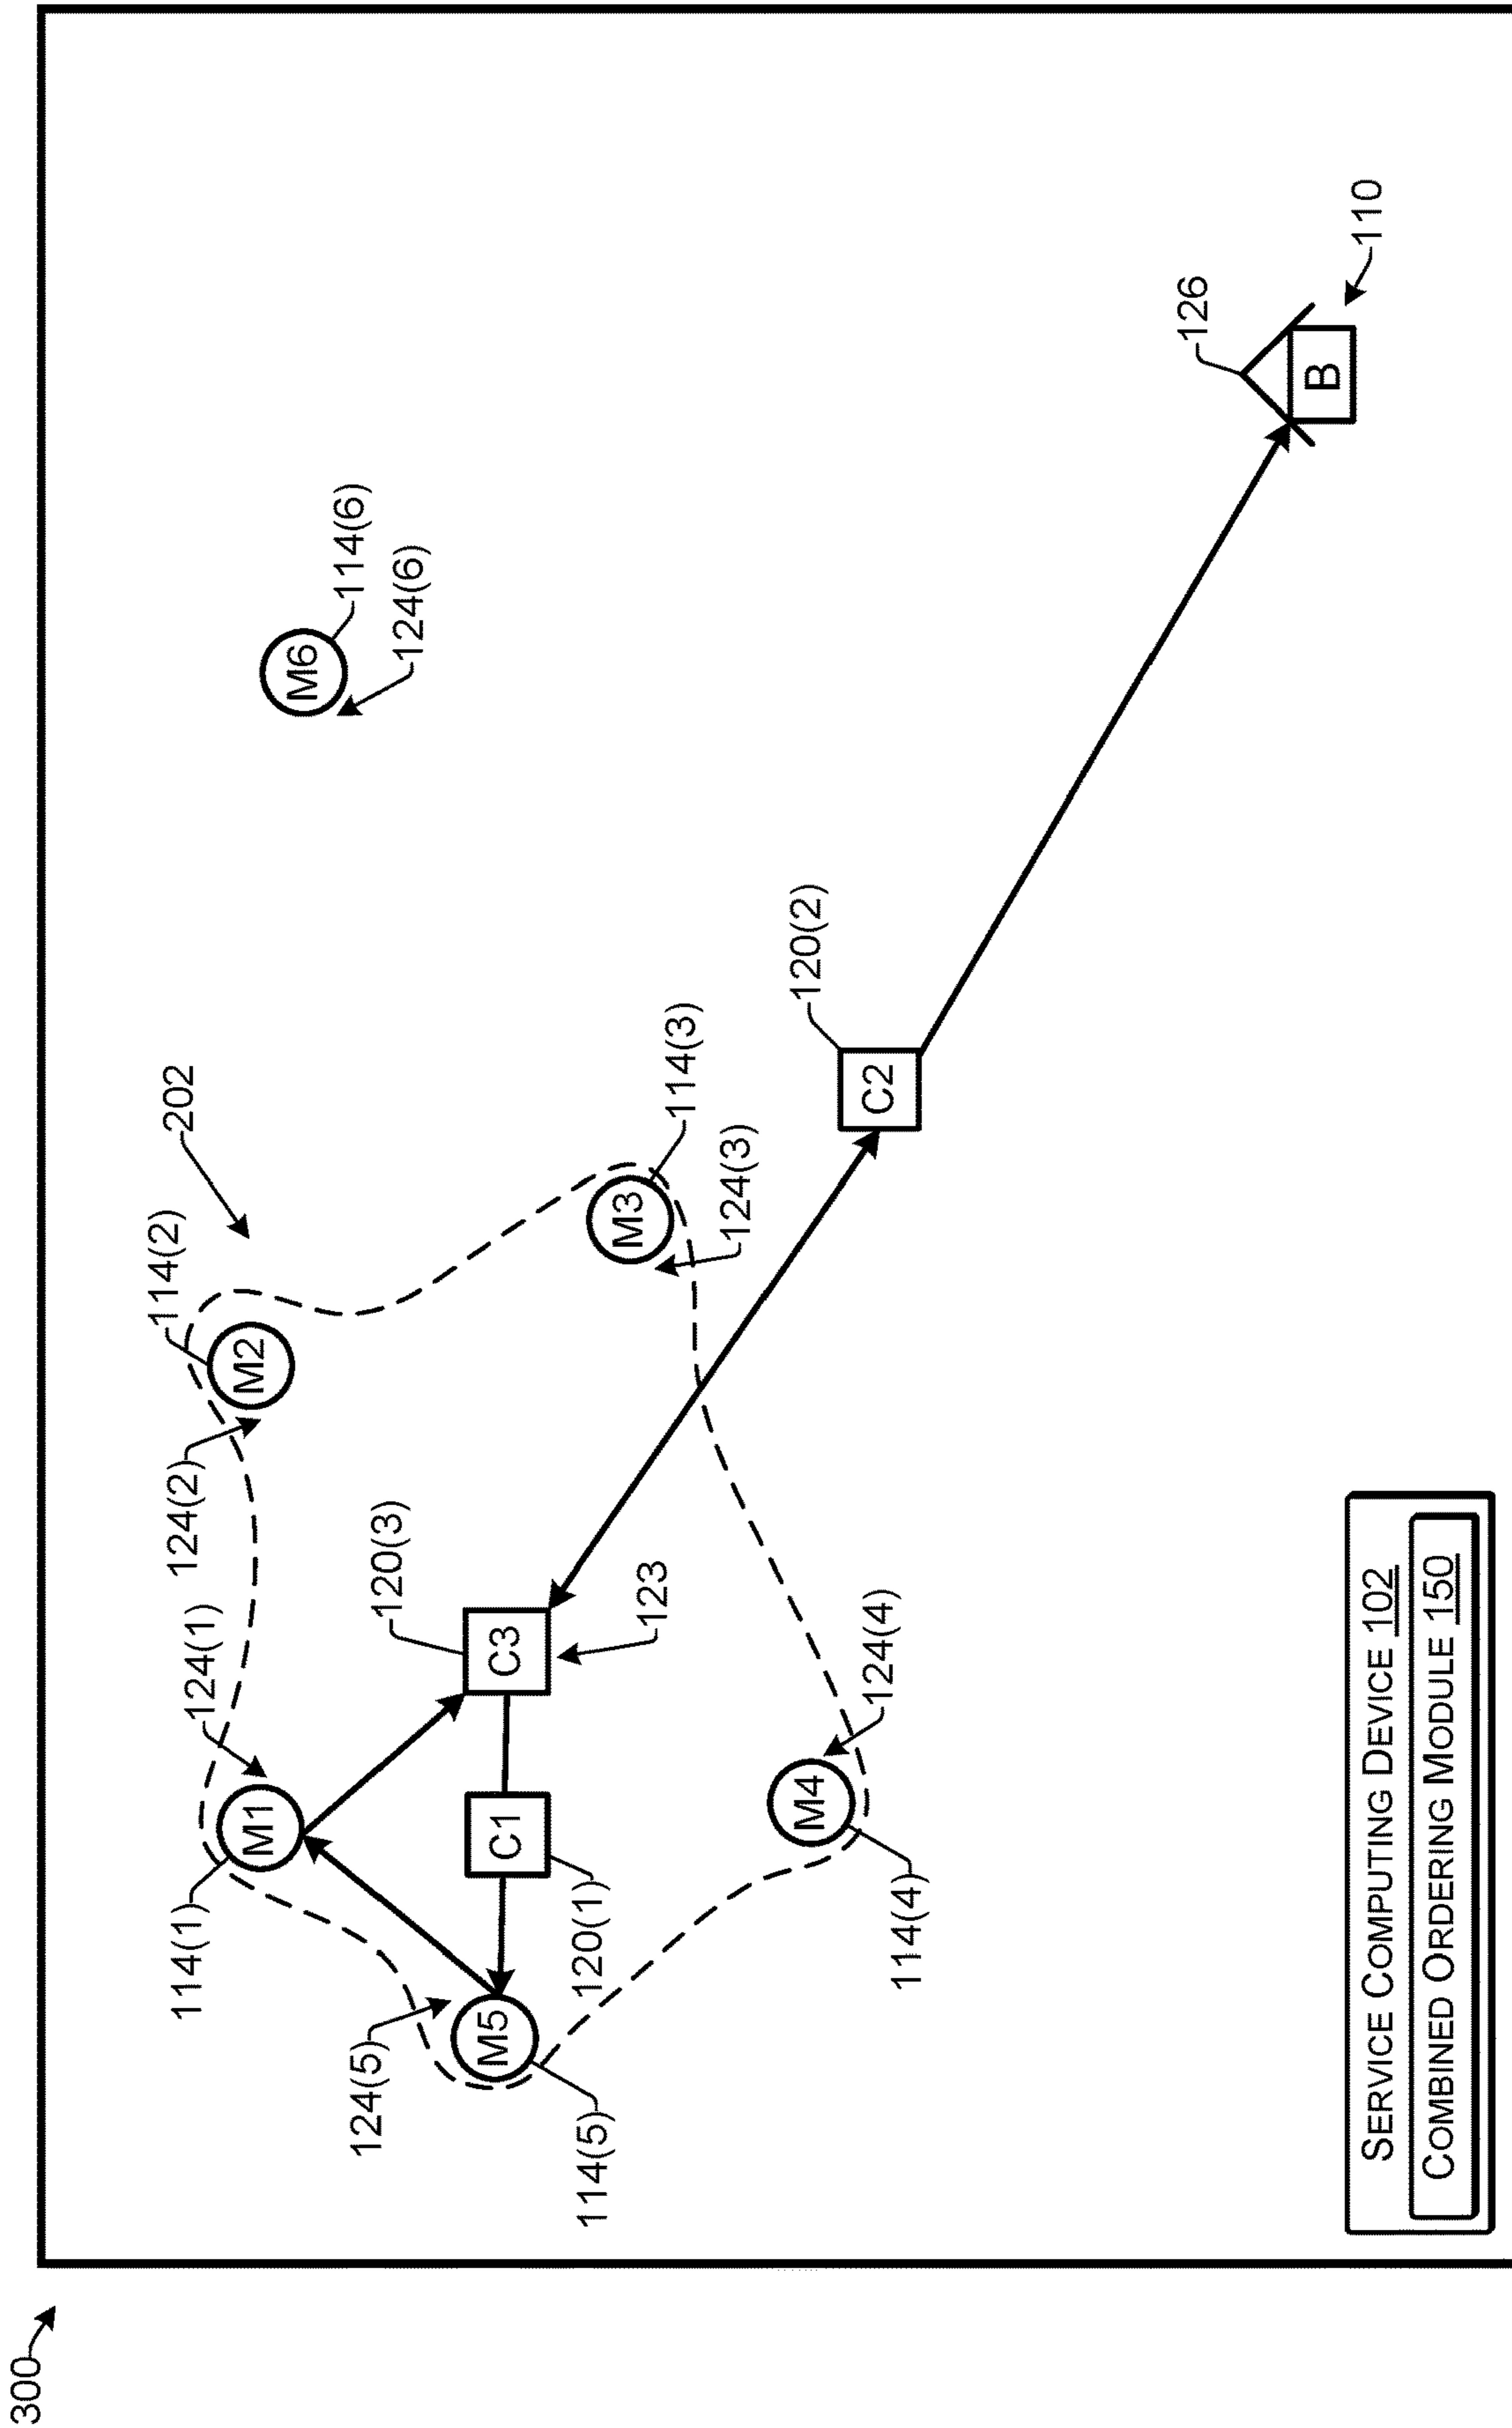 300
202
114(2)
M2
124(2)
124(1)
M1
114(1)
M6
114(6)
124(6)
120(3)
C3
123
C1
120(1)
124(5)
M5
114(5)
M3
114(3)
124(3)
M4
124(4)
114(4)
120(2)
C2
126
B
110
SERVICE COMPUTING DEVICE 102
COMBINED ORDERING MODULE 150